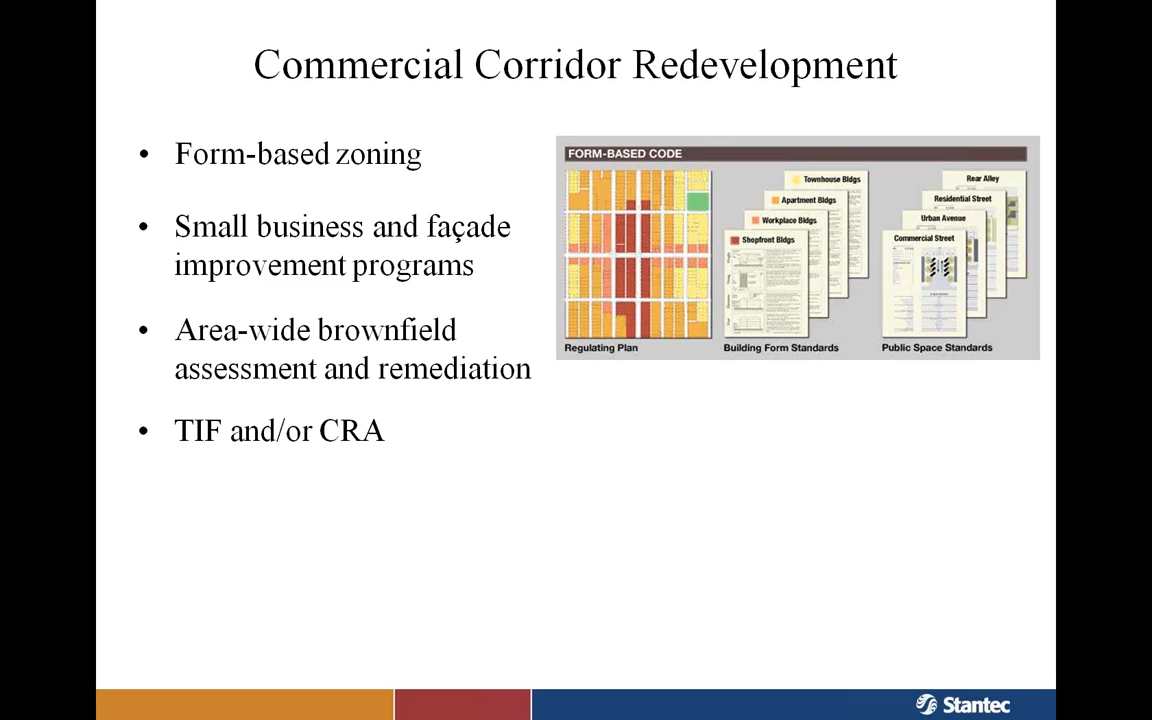 Commercial Corridor Redevelopment
• Form-based zoning
• Small business and façade
improvement programs
• Area-wide brownfield
assessment and remediation
• TIF and/or CRA
FORM-BASED CODE
Townhouse Bldgs
Apartment Bldgs
Workplace Bldgs
Shopfront Bldgs
Rear Alley
Residential Street
Urban Avenue
Commercial Street
Regulating Plan
Building Form Standards
Public Space Standards
Stantec